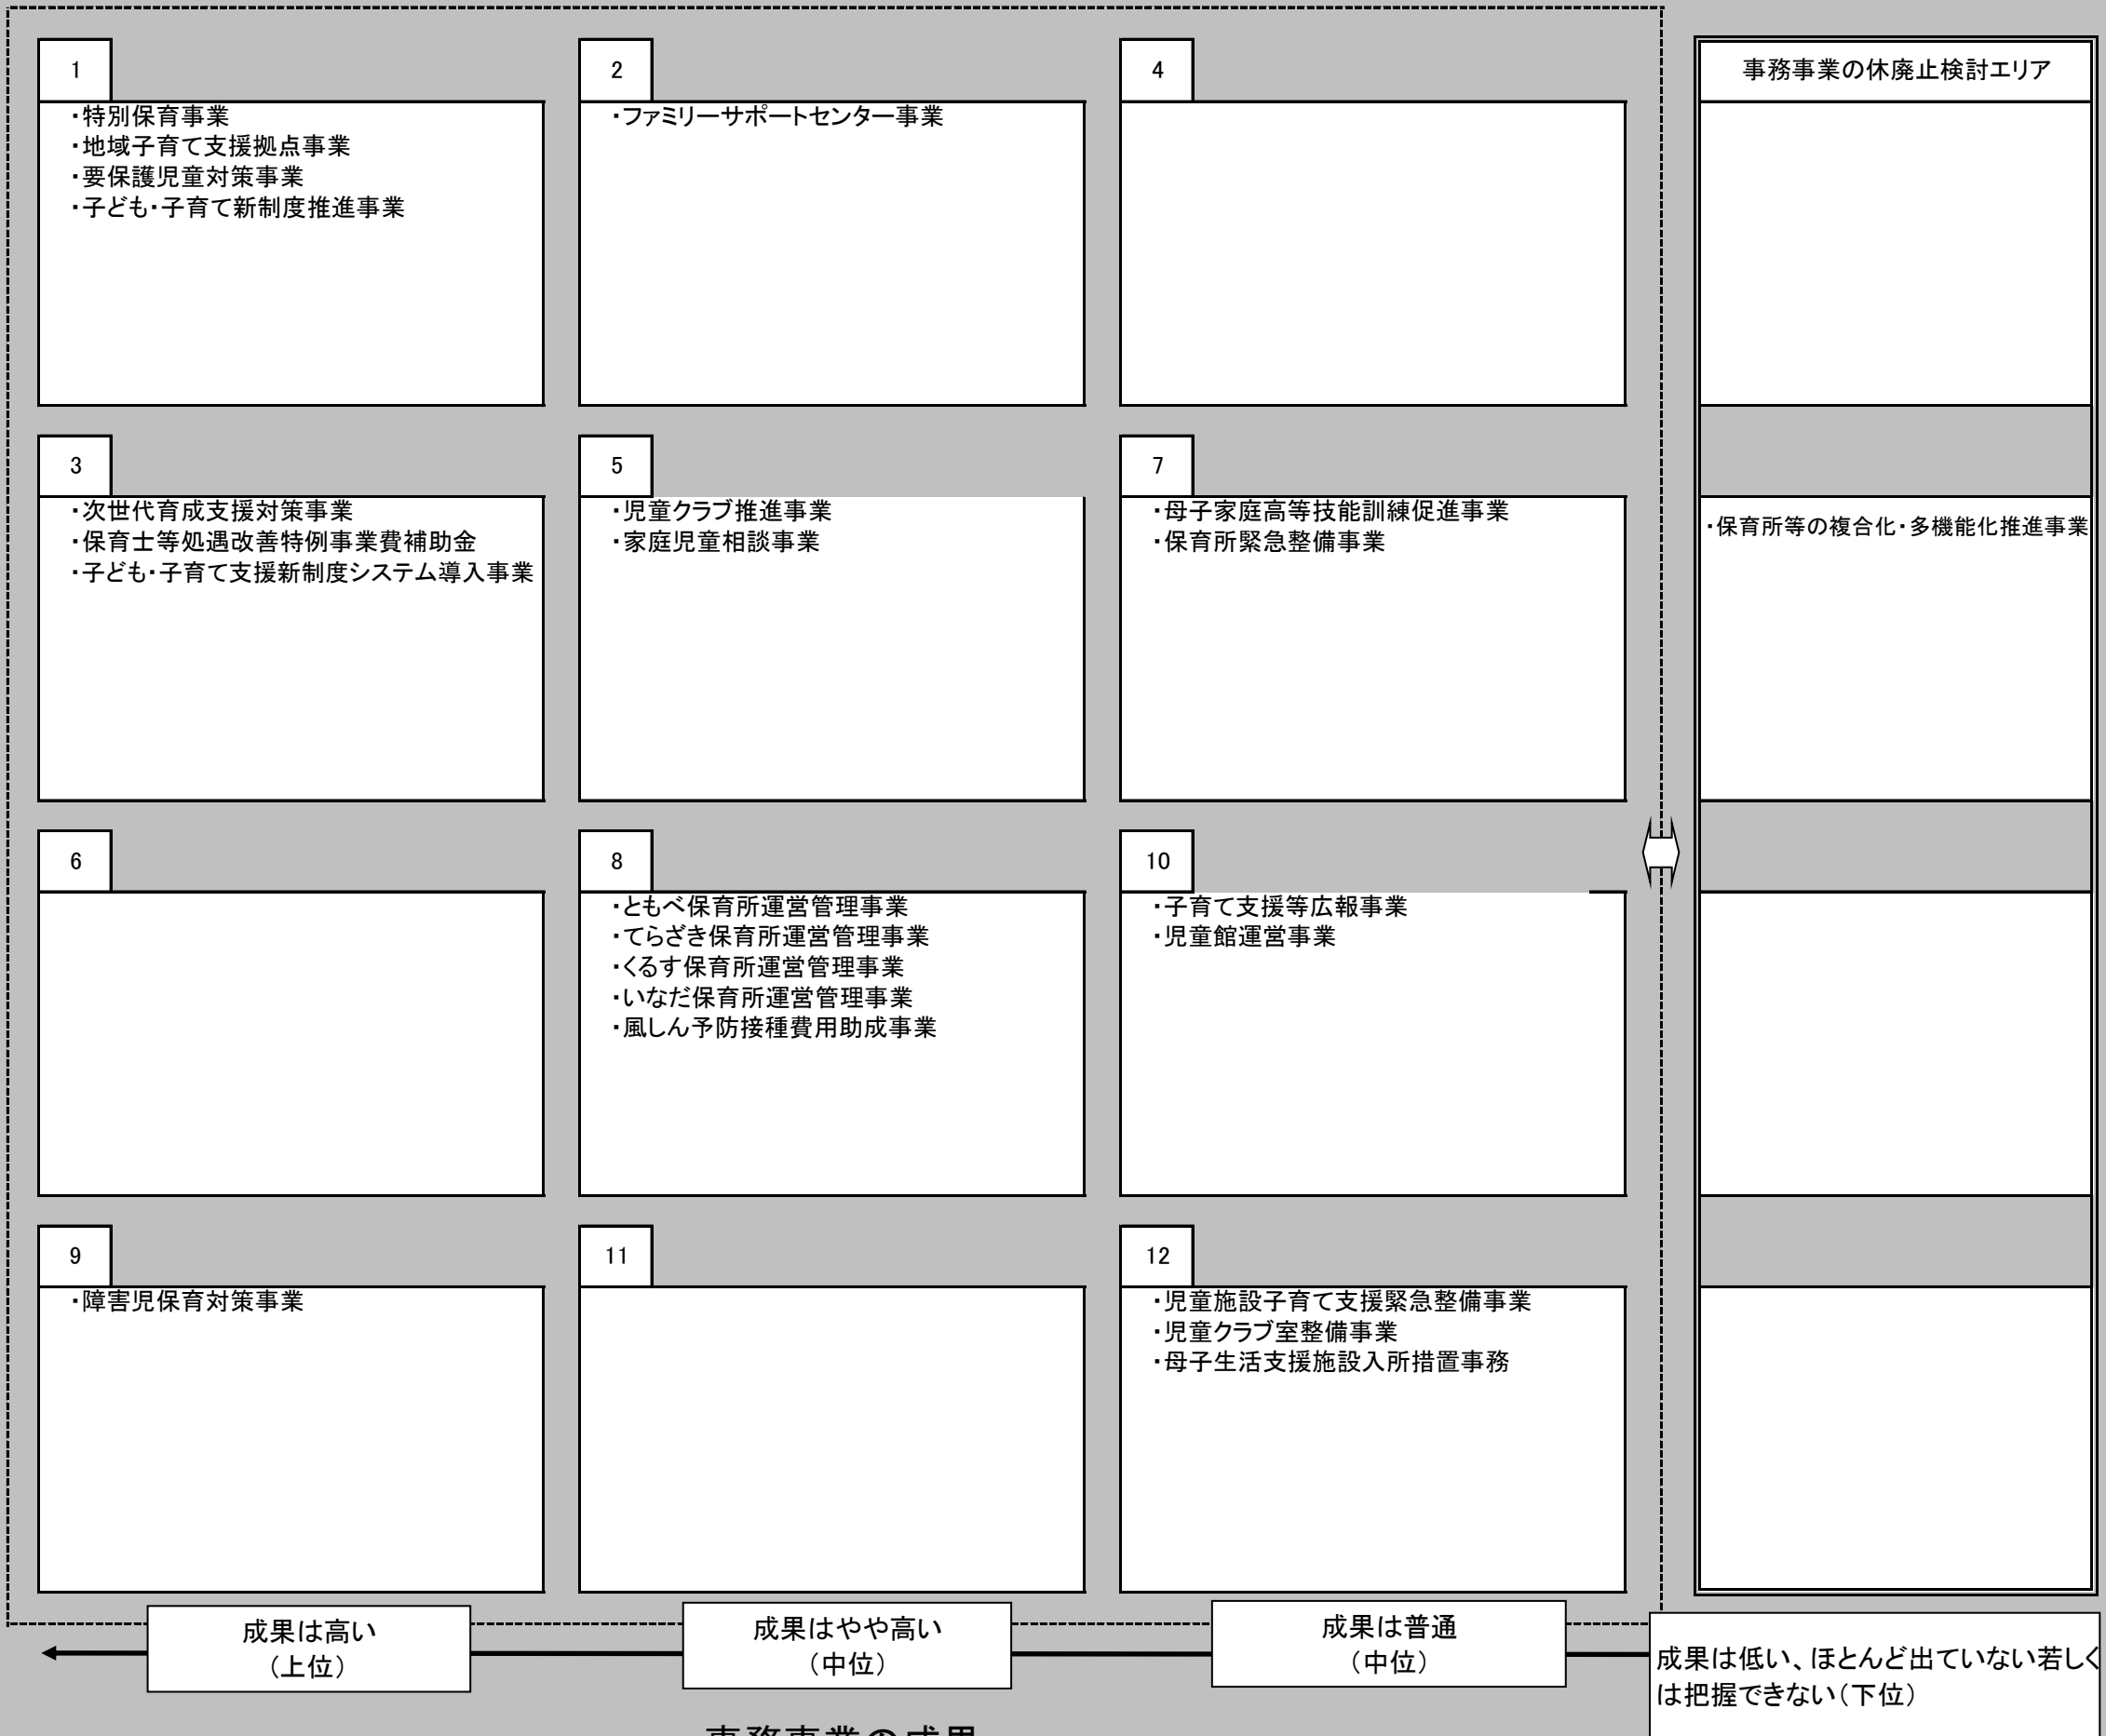 1
・特別保育事業
・地域子育て支援拠点事業
・要保護児童対策事業
・子ども・子育て新制度推進事業
2
・ファミリーサポートセンター事業
4
事務事業の休廃止検討エリア
3
・次世代育成支援対策事業
・保育士等処遇改善特例事業費補助金
・子ども・子育て支援新制度システム導入事業
5
・児童クラブ推進事業
・家庭児童相談事業
7
・母子家庭高等技能訓練促進事業
・保育所緊急整備事業
・保育所等の複合化・多機能化推進事業
6
8
・ともべ保育所運営管理事業
・てらざき保育所運営管理事業
・くるす保育所運営管理事業
・いなだ保育所運営管理事業
・風しん予防接種費用助成事業
10
・子育て支援等広報事業
・児童館運営事業
9
・障害児保育対策事業
11
12
・児童施設子育て支援緊急整備事業
・児童クラブ室整備事業
・母子生活支援施設入所措置事務
成果は高い
（上位）
成果はやや高い
（中位）
成果は普通
（中位）
成果は低い、ほとんど出ていない若しく
は把握できない（下位）
事務事業の成果